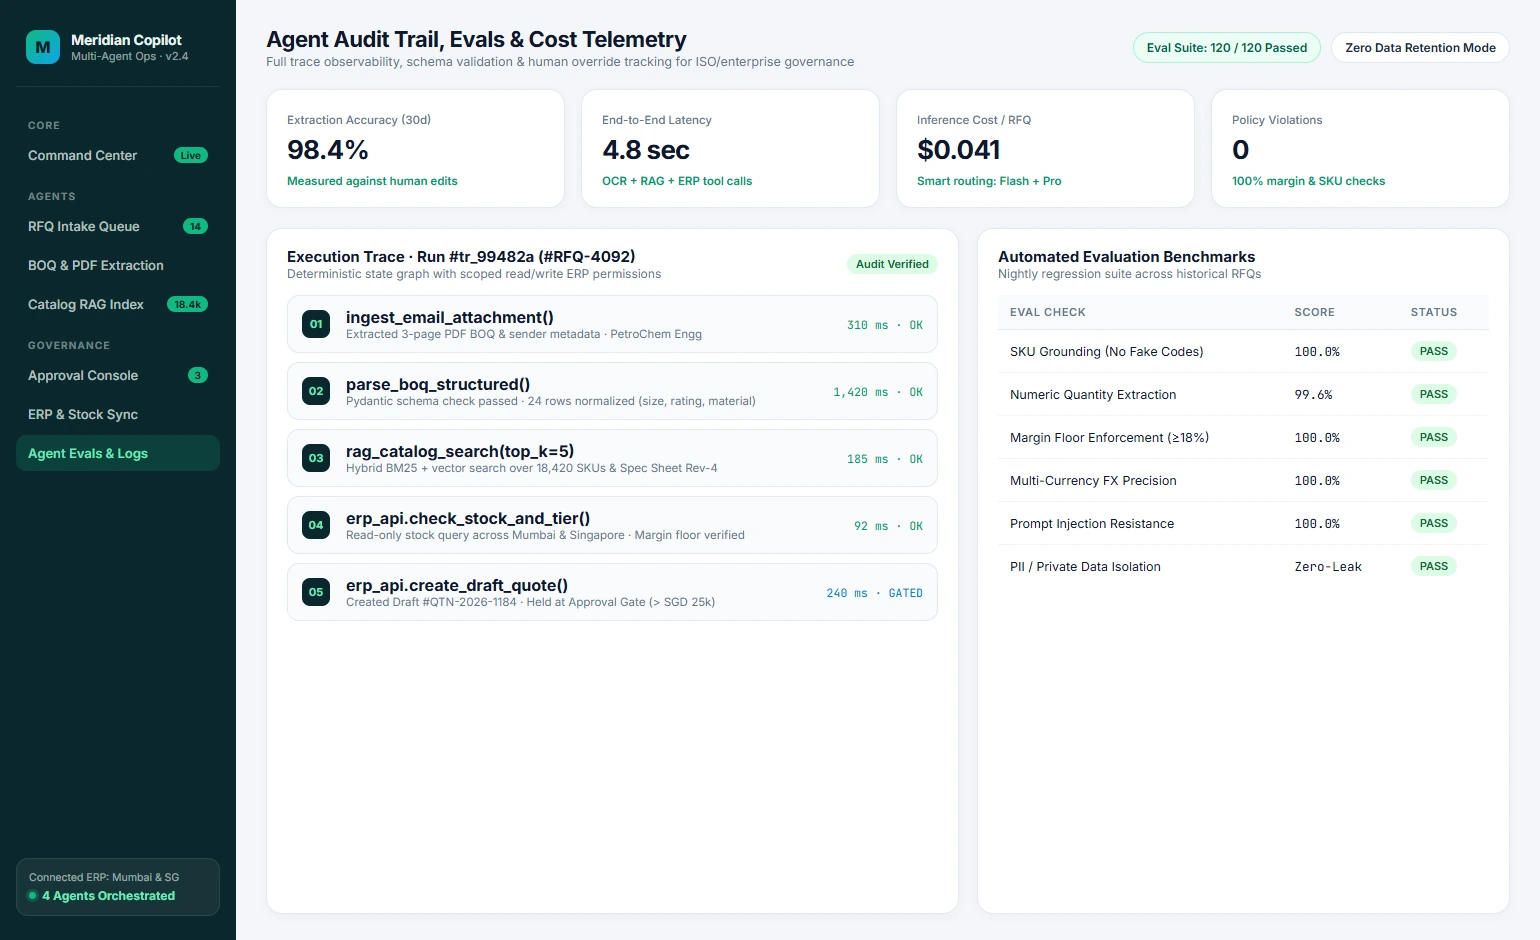 M
Meridian Copilot
Multi-Agent Ops · v2.4
CORE
Command Center Live
AGENTS
RFQ Intake Queue 14
BOQ & PDF Extraction
Catalog RAG Index 18.4k
GOVERNANCE
Approval Console 3
ERP & Stock Sync
Agent Evals & Logs
Connected ERP: Mumbai & SG
4 Agents Orchestrated
Agent Audit Trail, Evals & Cost Telemetry
Full trace observability, schema validation & human override tracking for ISO/enterprise governance
Eval Suite: 120 / 120 Passed
Zero Data Retention Mode
Extraction Accuracy (30d)
98.4%
Measured against human edits
End-to-End Latency
4.8 sec
OCR + RAG + ERP tool calls
Inference Cost / RFQ
$0.041
Smart routing: Flash + Pro
Policy Violations
0
100% margin & SKU checks
Execution Trace · Run #tr_99482a (#RFQ-4092)
Deterministic state graph with scoped read/write ERP permissions
Audit Verified
01
ingest_email_attachment()
Extracted 3-page PDF BOQ & sender metadata · PetroChem Engg
310 ms · OK
02
parse_boq_structured()
Pydantic schema check passed · 24 rows normalized (size, rating, material)
1,420 ms · OK
03
rag_catalog_search(top_k=5)
Hybrid BM25 + vector search over 18,420 SKUs & Spec Sheet Rev-4
185 ms · OK
04
erp_api.check_stock_and_tier()
Read-only stock query across Mumbai & Singapore · Margin floor verified
92 ms · OK
05
erp_api.create_draft_quote()
Created Draft #QTN-2026-1184 · Held at Approval Gate (> SGD 25k)
240 ms · GATED
Automated Evaluation Benchmarks
Nightly regression suite across historical RFQs
EVAL CHECK SCORE STATUS
SKU Grounding (No Fake Codes) 100.0% PASS
Numeric Quantity Extraction 99.6% PASS
Margin Floor Enforcement (≥18%) 100.0% PASS
Multi-Currency FX Precision 100.0% PASS
Prompt Injection Resistance 100.0% PASS
PII / Private Data Isolation Zero-Leak PASS